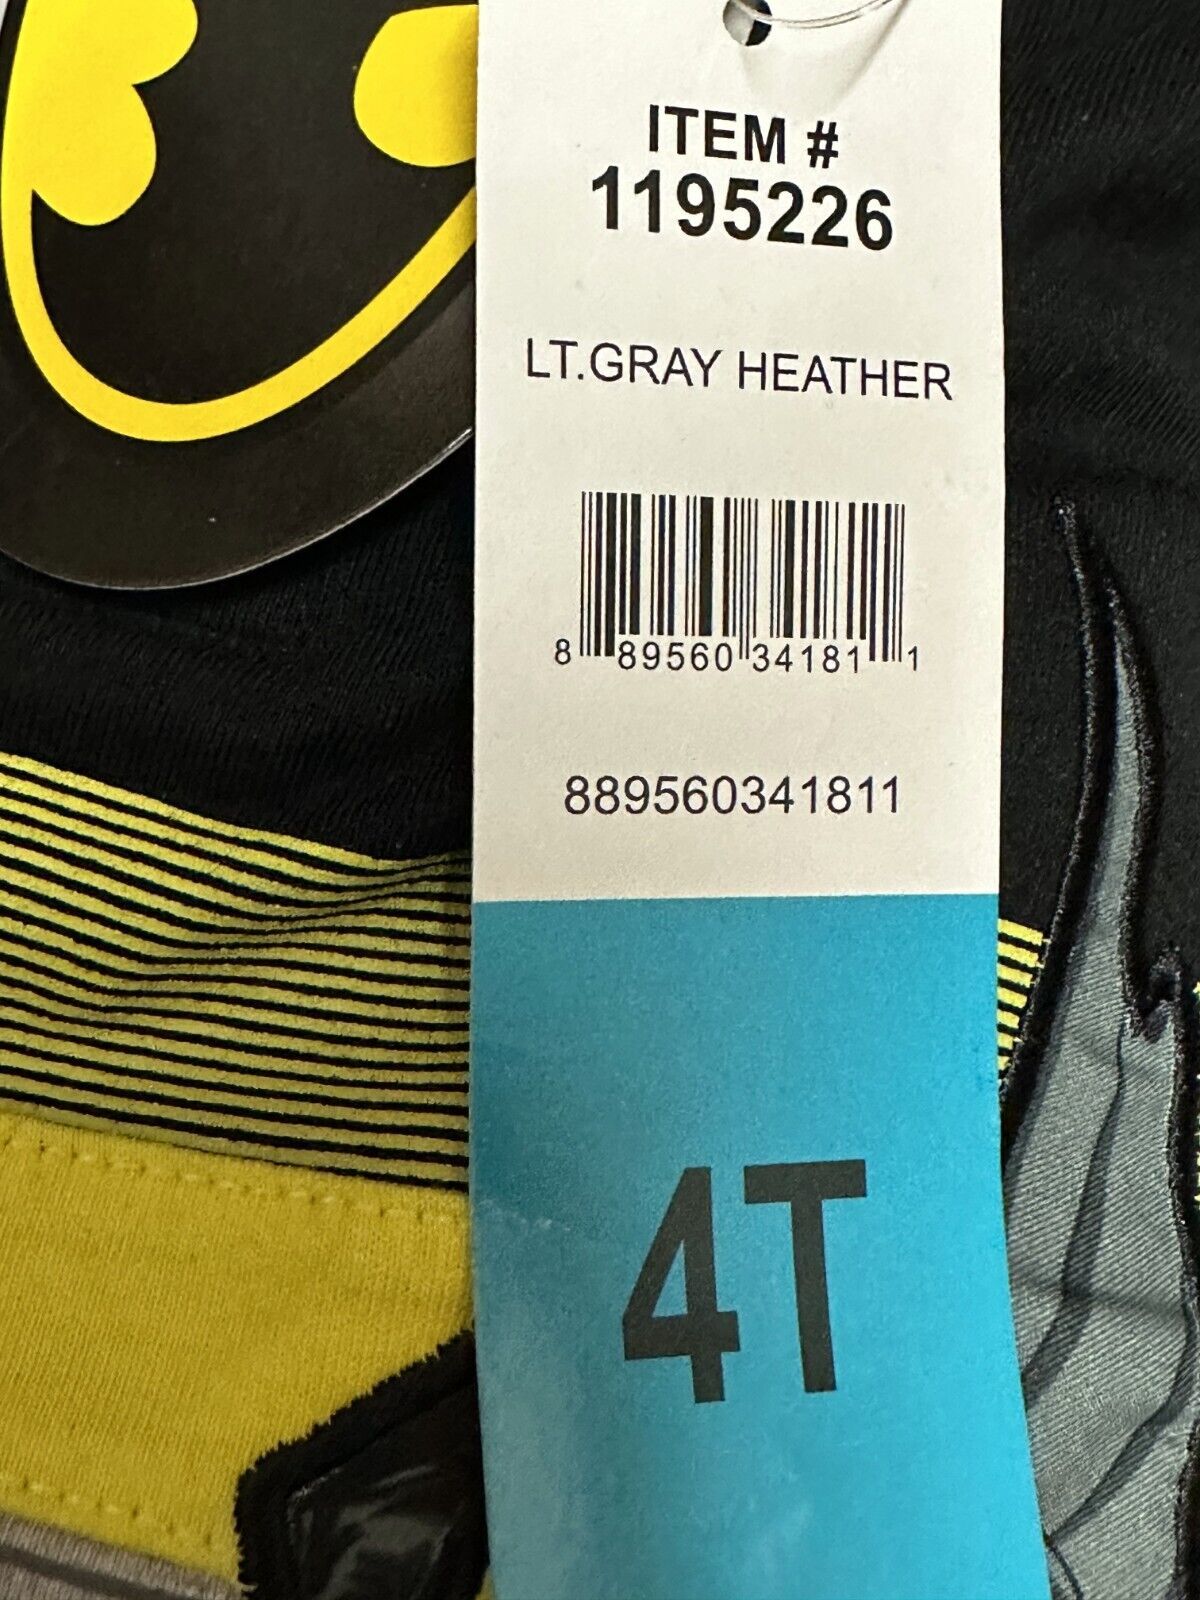 ITEM #
1195226
LT.GRAY HEATHER
8 89560 34181 1
889560341811
4T